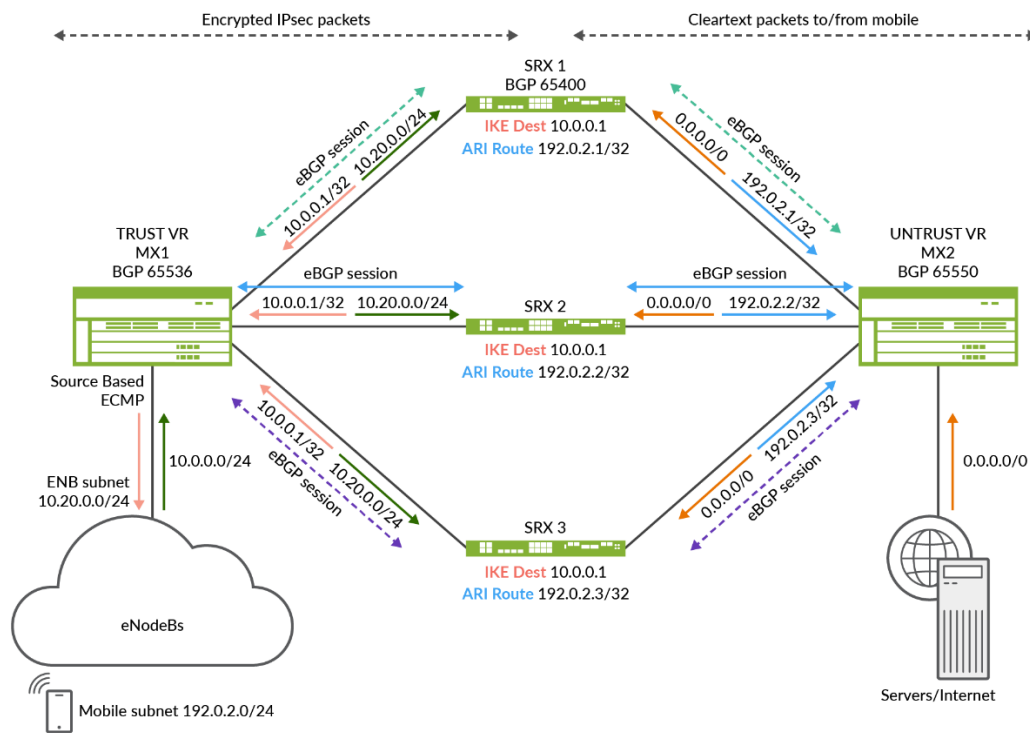 Encrypted IPsec packets
Cleartext packets to/from mobile
SRX 1
BGP 65400
IKE Dest 10.0.0.1
ARI Route 192.0.2.1/32
eBGP session
10.20.0.0/24
10.0.0.1/32
eBGP session
0.0.0.0/0
192.0.2.1/32
TRUST VR
MX1
BGP 65536
UNTRUST VR
MX2
BGP 65550
eBGP session
10.0.0.1/32
10.20.0.0/24
SRX 2
IKE Dest 10.0.0.1
ARI Route 192.0.2.2/32
eBGP session
0.0.0.0/0
192.0.2.2/32
Source Based
ECMP
10.0.0.0/24
ENB subnet
10.20.0.0/24
10.0.0.1/32
10.20.0.0/24
eBGP session
192.0.2.3/32
0.0.0.0/0
eBGP session
0.0.0.0/0
SRX 3
IKE Dest 10.0.0.1
ARI Route 192.0.2.3/32
eNodeBs
Servers/Internet
Mobile subnet 192.0.2.0/24